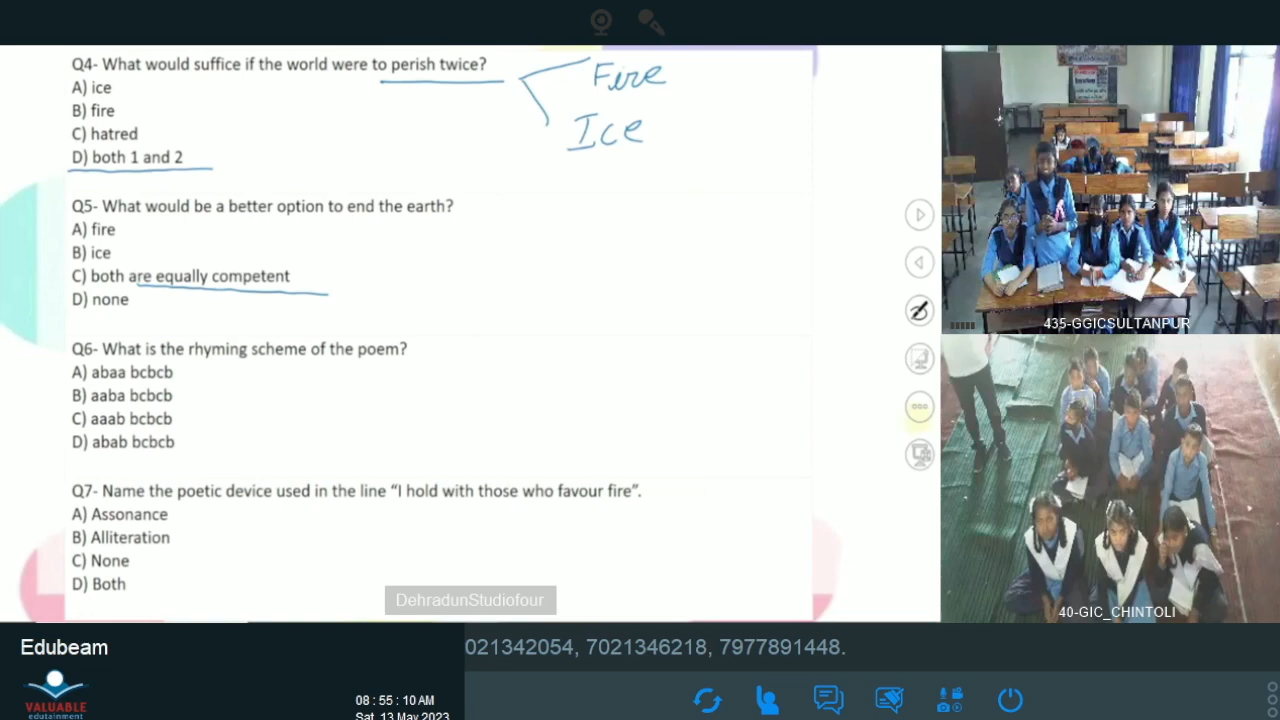 Q4- What would suffice if the world were to perish twice?
A) ice
B) fire
C) hatred
D) both 1 and 2
Fire
Ice
Q5- What would be a better option to end the earth?
A) fire
B) ice
C) both are equally competent
D) none
Q6- What is the rhyming scheme of the poem?
A) abaa bcbcb
B) aaba bcbcb
C) aaab bcbcb
D) abab bcbcb
Q7- Name the poetic device used in the line “I hold with those who favour fire”.
A) Assonance
B) Alliteration
C) None
D) Both
DehradunStudiofour
435-GGICSULTANPUR
40-GIC_CHINTOLI
Edubeam
021342054, 7021346218, 7977891448.
VALUABLE
edutainment
08 : 55 : 10 AM
Sat, 13 May 2023